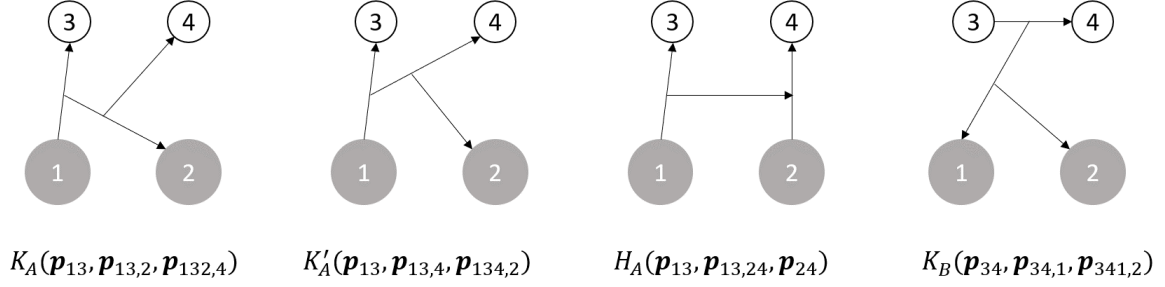 3 4 3 4 3 4 3 4
1 2 1 2 1 2 1 2
K_A(p_13, p_13,2, p_132,4) K′_A(p_13, p_13,4, p_134,2) H_A(p_13, p_13,24, p_24) K_B(p_34, p_34,1, p_341,2)